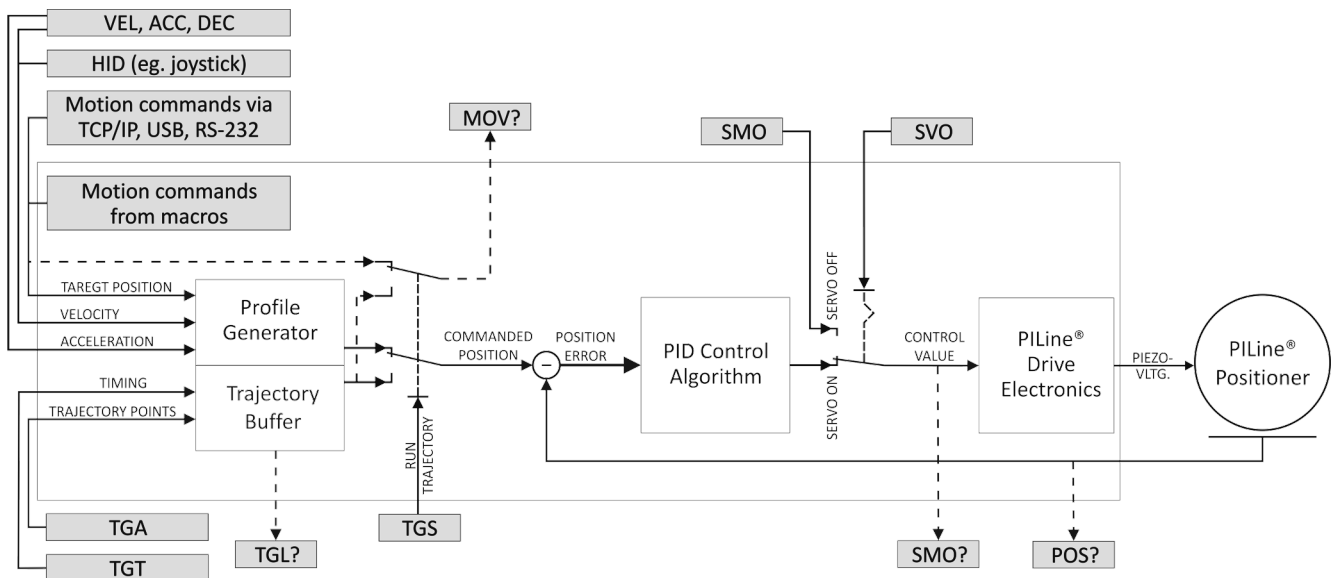 VEL, ACC, DEC
HID (eg. joystick)
Motion commands via
TCP/IP, USB, RS-232
MOV?
SMO
SVO
Motion commands
from macros
TAREGT POSITION
VELOCITY
ACCELERATION
TIMING
TRAJECTORY POINTS
Profile
Generator
Trajectory
Buffer
RUN
TRAJECTORY
COMMANDED
POSITION
−
POSITION
ERROR
PID Control
Algorithm
SERVO OFF
SERVO ON
CONTROL
VALUE
PILine®
Drive
Electronics
PIEZO-
VLTG.
PILine®
Positioner
TGA
TGT
TGL?
TGS
SMO?
POS?